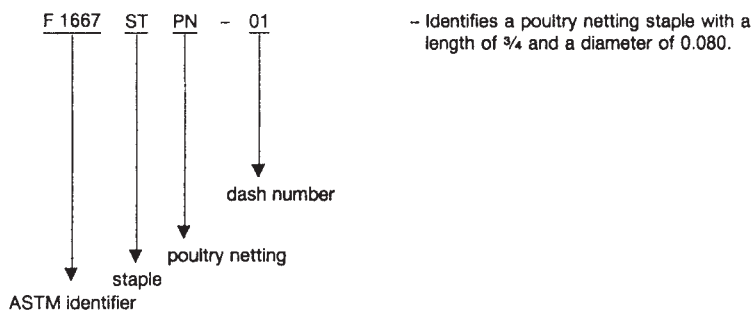 F 1667 ST PN - 01
– Identifies a poultry netting staple with a
length of ¾ and a diameter of 0.080.
dash number
poultry netting
staple
ASTM identifier